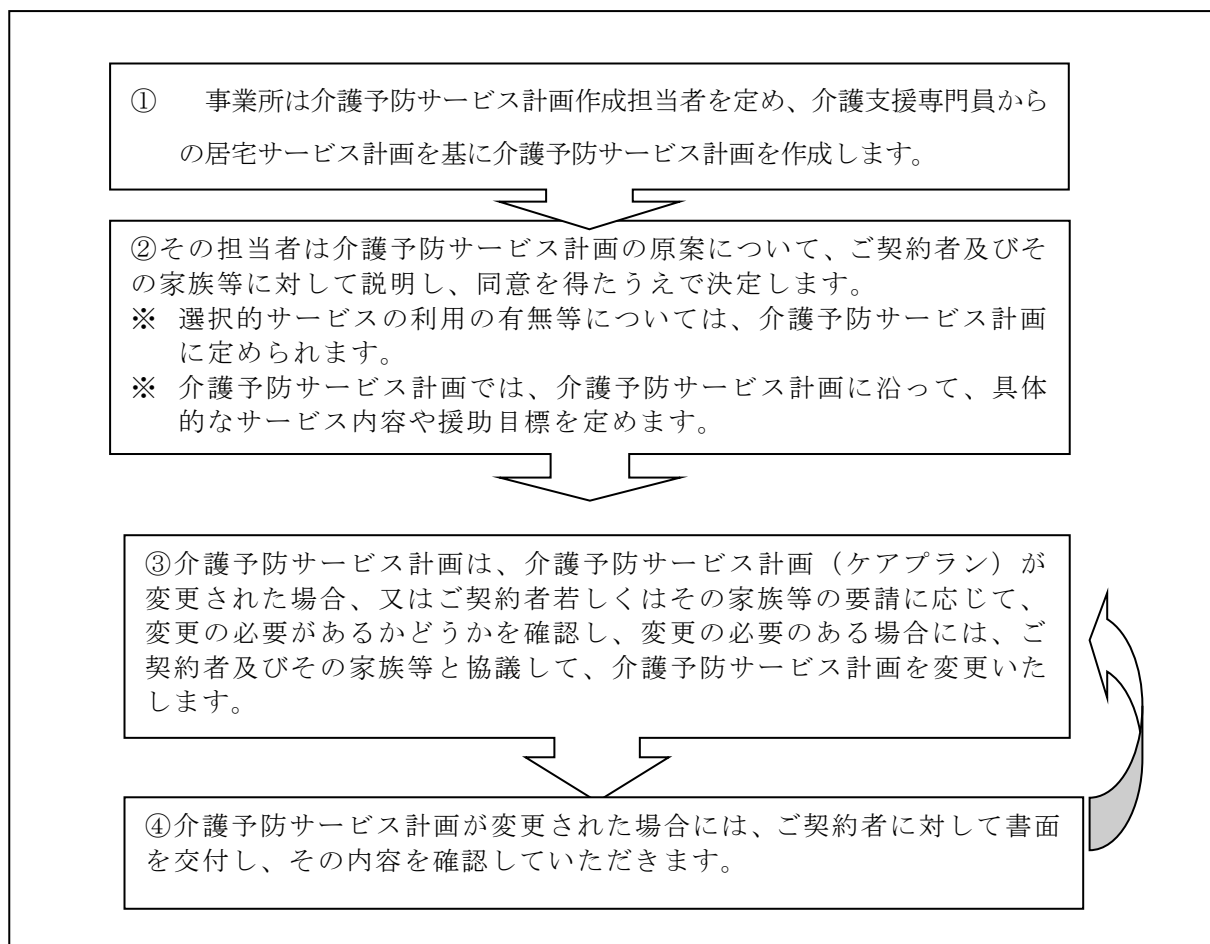 ① 事業所は介護予防サービス計画作成担当者を定め、介護支援専門員から
の居宅サービス計画を基に介護予防サービス計画を作成します。
②その担当者は介護予防サービス計画の原案について、ご契約者及びそ
の家族等に対して説明し、同意を得たうえで決定します。
※ 選択的サービスの利用の有無等については、介護予防サービス計画
に定められます。
※ 介護予防サービス計画では、介護予防サービス計画に沿って、具体
的なサービス内容や援助目標を定めます。
③介護予防サービス計画は、介護予防サービス計画（ケアプラン）が
変更された場合、又はご契約者若しくはその家族等の要請に応じて、
変更の必要があるかどうかを確認し、変更の必要のある場合には、ご
契約者及びその家族等と協議して、介護予防サービス計画を変更いた
します。
④介護予防サービス計画が変更された場合には、ご契約者に対して書面
を交付し、その内容を確認していただきます。